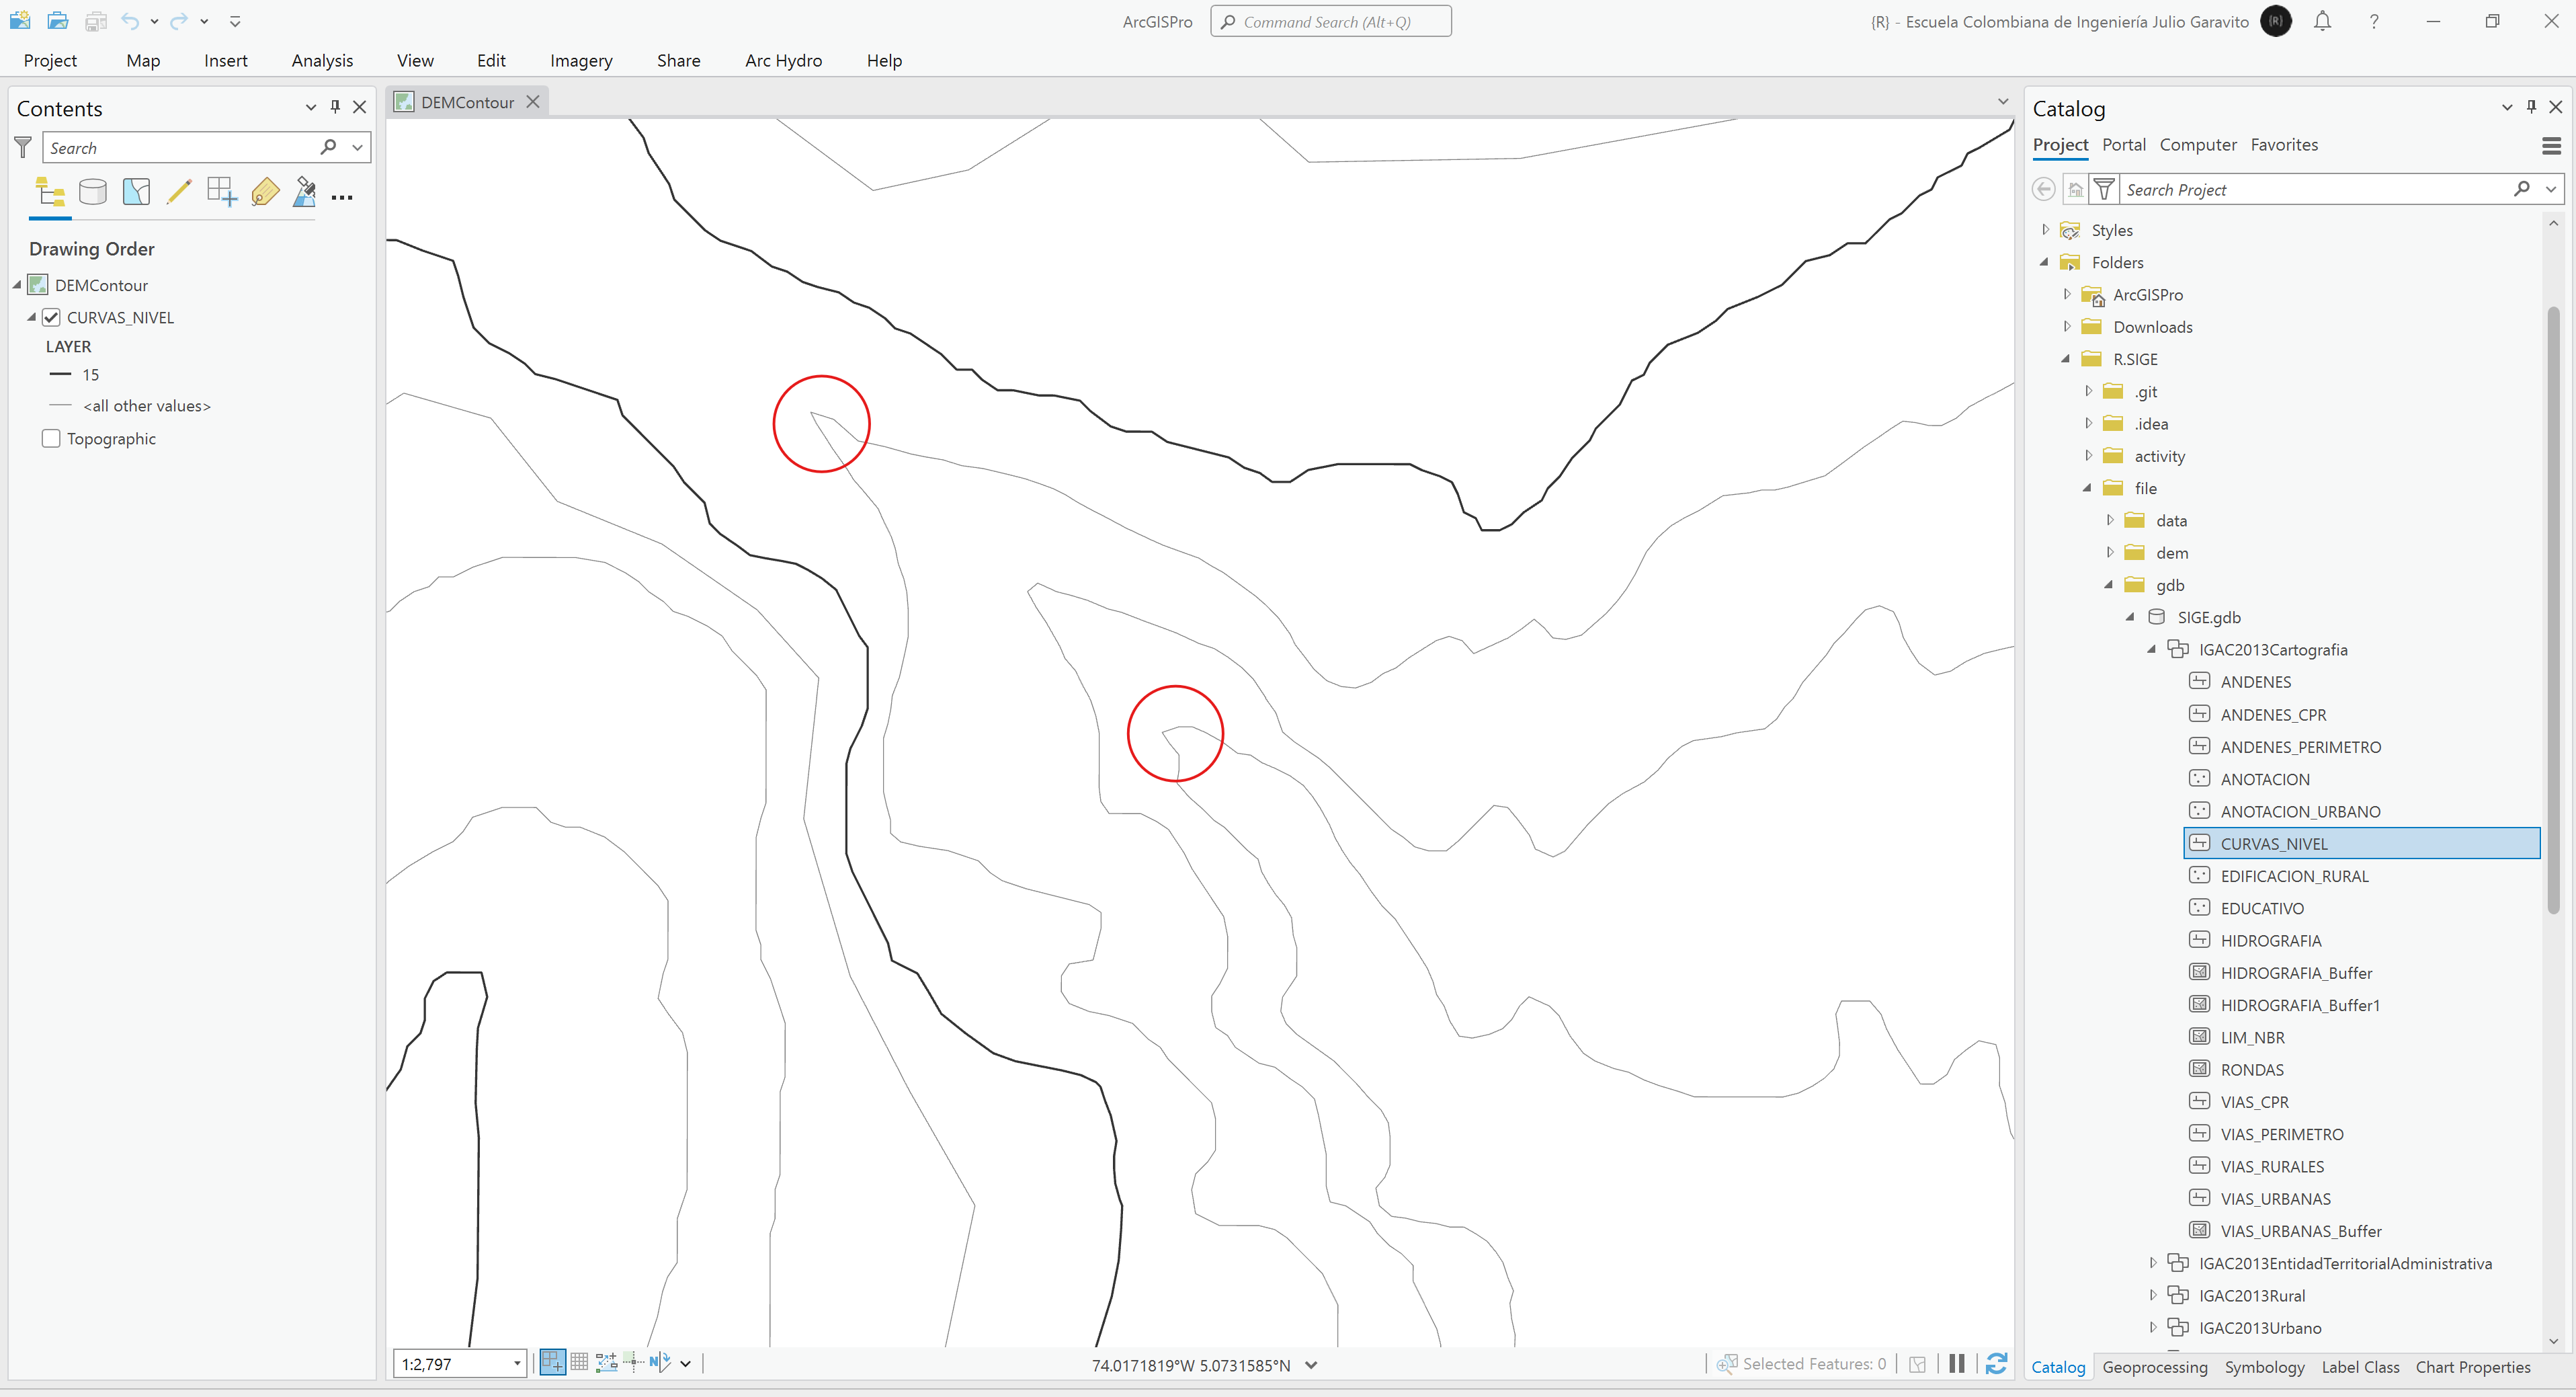 ArcGISPro
Command Search (Alt+Q)
{R} - Escuela Colombiana de Ingeniería Julio Garavito
{R}
Project Map Insert Analysis View Edit Imagery Share Arc Hydro Help
Contents
Search
Drawing Order
DEMContour
CURVAS_NIVEL
LAYER
15
<all other values>
Topographic
DEMContour
1:2,797
74.0171819°W 5.0731585°N
Selected Features: 0
Catalog
Project Portal Computer Favorites
Search Project
Styles
Folders
ArcGISPro
Downloads
R.SIGE
.git
.idea
activity
file
data
dem
gdb
SIGE.gdb
IGAC2013Cartografia
ANDENES
ANDENES_CPR
ANDENES_PERIMETRO
ANOTACION
ANOTACION_URBANO
CURVAS_NIVEL
EDIFICACION_RURAL
EDUCATIVO
HIDROGRAFIA
HIDROGRAFIA_Buffer
HIDROGRAFIA_Buffer1
LIM_NBR
RONDAS
VIAS_CPR
VIAS_PERIMETRO
VIAS_RURALES
VIAS_URBANAS
VIAS_URBANAS_Buffer
IGAC2013EntidadTerritorialAdministrativa
IGAC2013Rural
IGAC2013Urbano
Catalog Geoprocessing Symbology Label Class Chart Properties